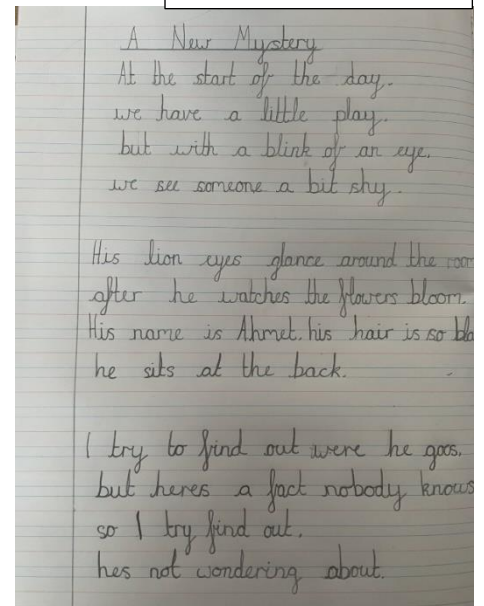 A New Mystery
At the start of the day.
we have a little play.
but with a blink of an eye.
we see someone a bit shy.
His lion eyes glance around the room
after he watches the flowers bloom.
His name is Ahmet. his hair is so bla
he sits at the back.
I try to find out were he goes.
but heres a fact nobody knows
so I try find out.
hes not wondering about.